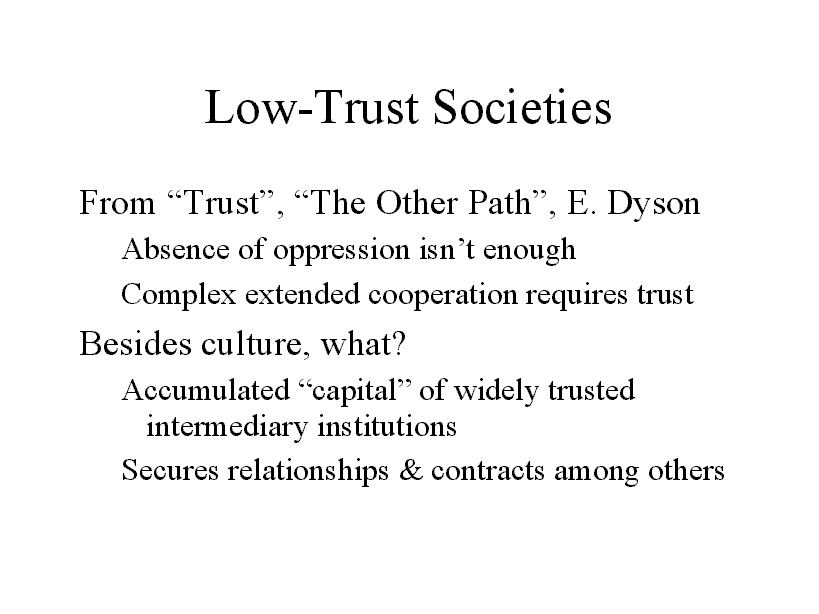 Low-Trust Societies
From “Trust”, “The Other Path”, E. Dyson
Absence of oppression isn’t enough
Complex extended cooperation requires trust
Besides culture, what?
Accumulated “capital” of widely trusted
intermediary institutions
Secures relationships & contracts among others